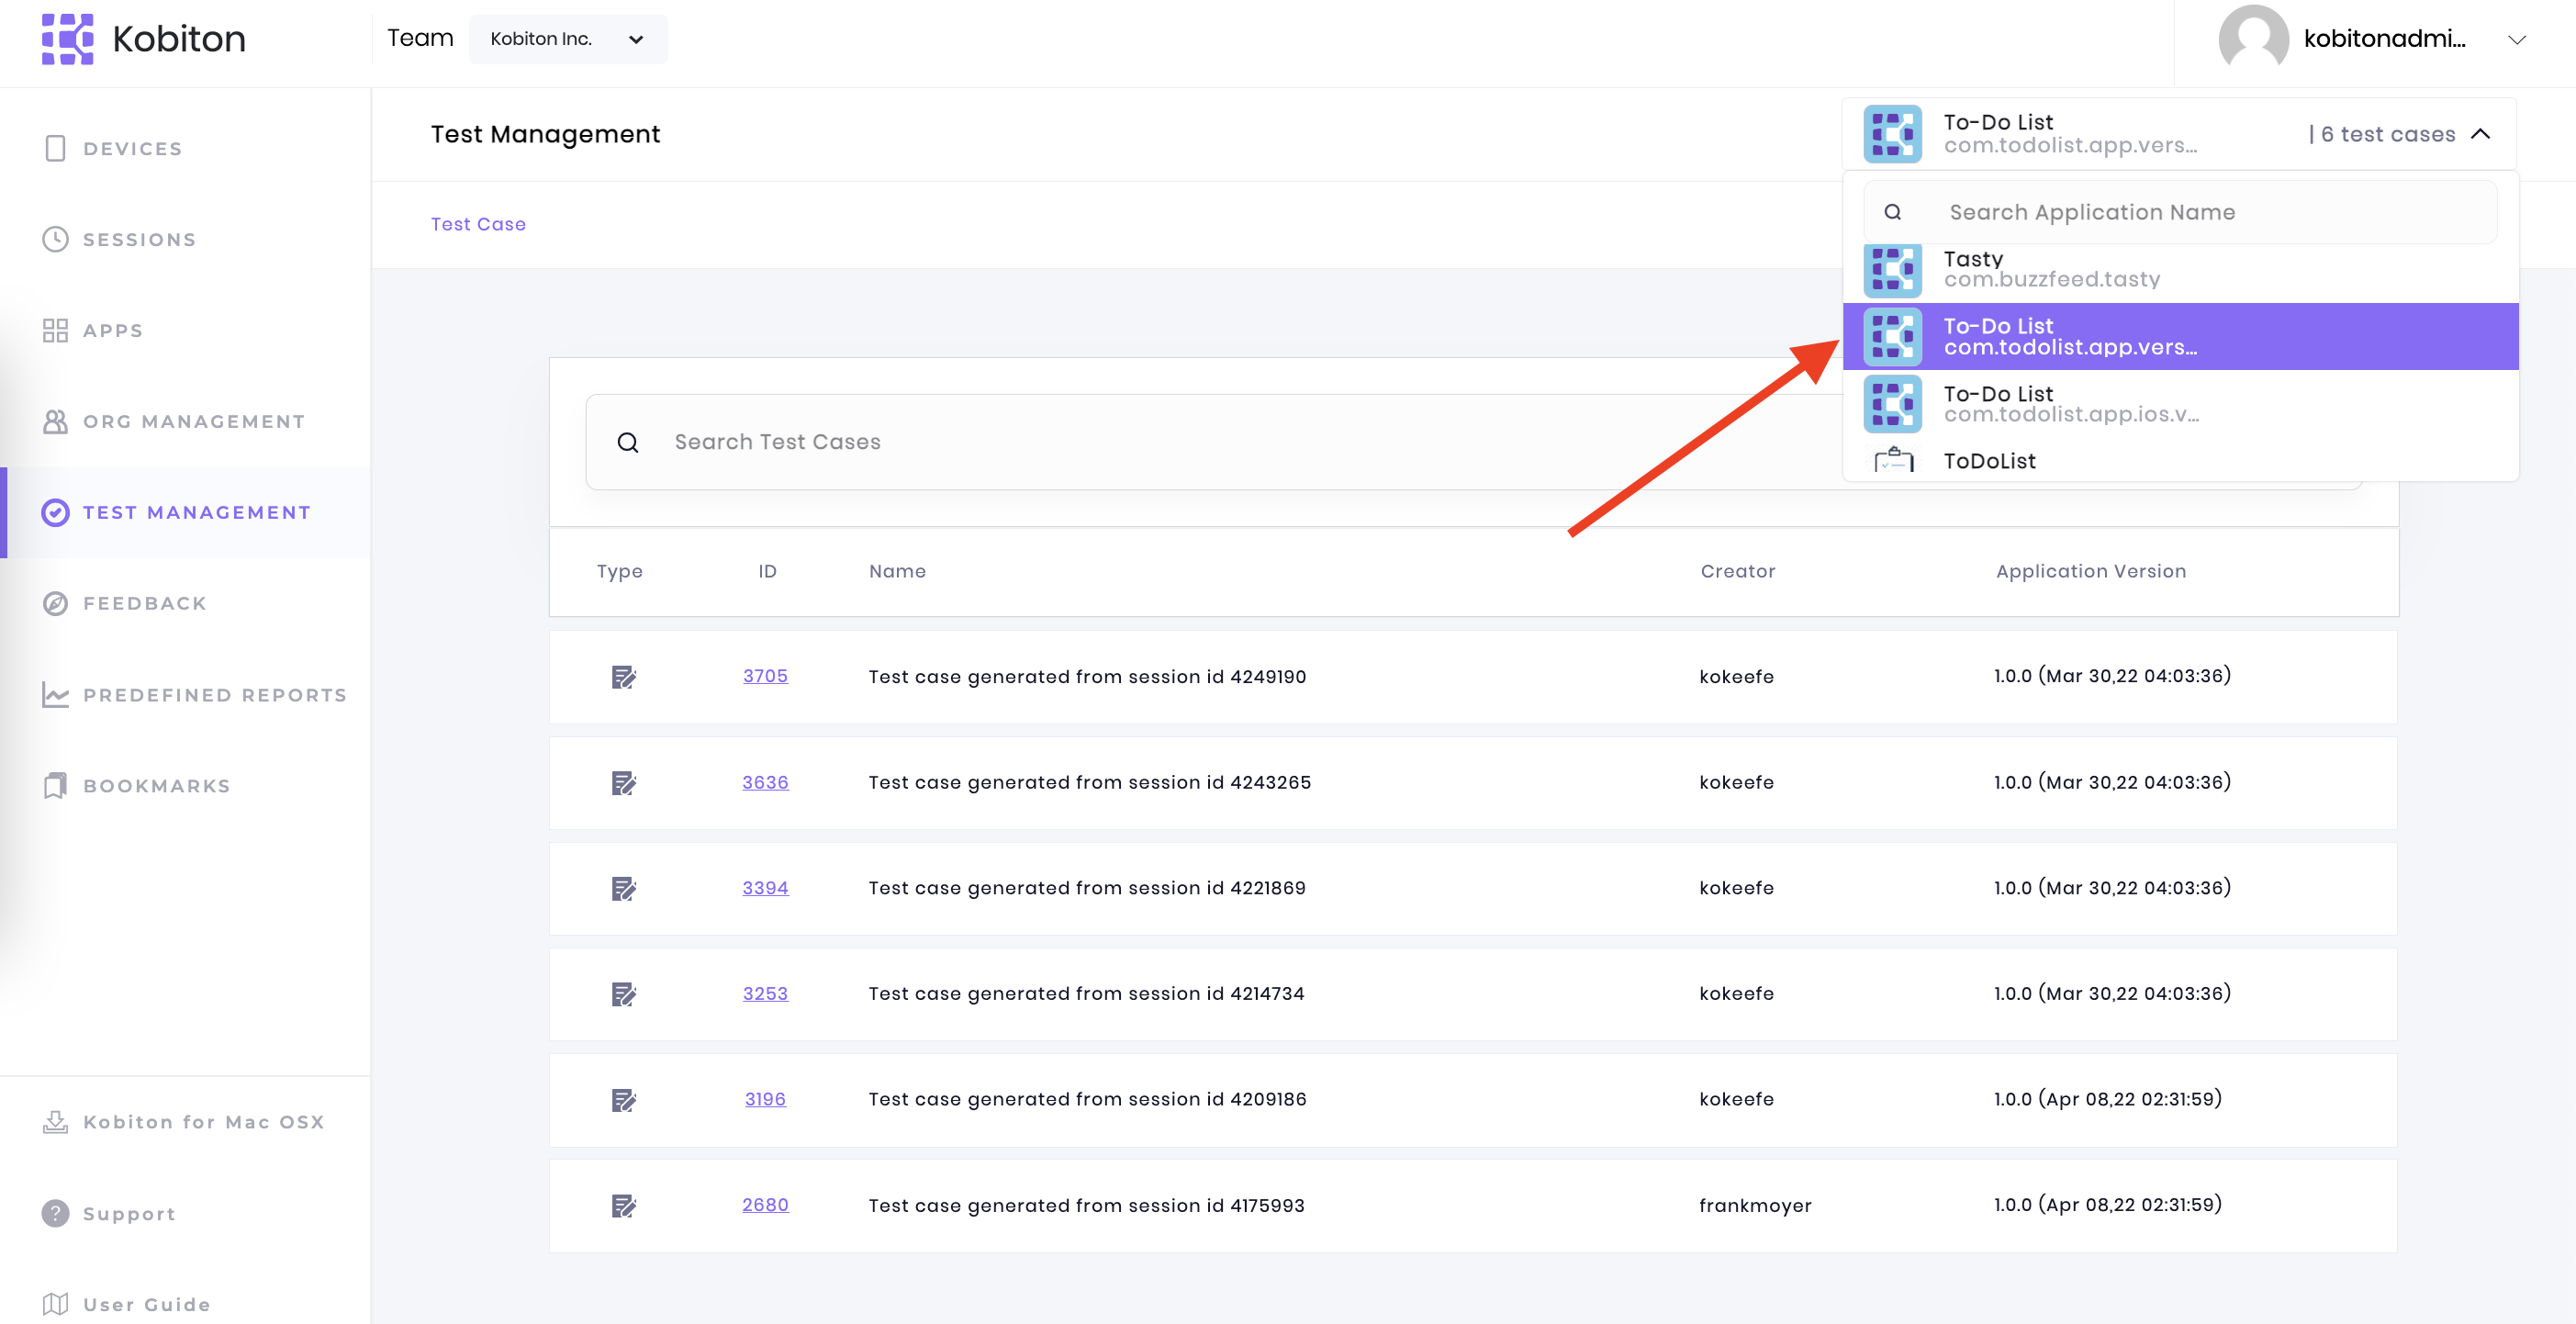 Kobiton
Team
Kobiton Inc.
kobitonadmi...
DEVICES
SESSIONS
APPS
ORG MANAGEMENT
TEST MANAGEMENT
FEEDBACK
PREDEFINED REPORTS
BOOKMARKS
Kobiton for Mac OSX
Support
User Guide
Test Management
To-Do List
com.todolist.app.vers...
| 6 test cases
Test Case
Search Application Name
Tasty
com.buzzfeed.tasty
To-Do List
com.todolist.app.vers...
To-Do List
com.todolist.app.ios.v...
ToDoList
Search Test Cases
Type ID Name Creator Application Version
3705 Test case generated from session id 4249190 kokeefe 1.0.0 (Mar 30,22 04:03:36)
3636 Test case generated from session id 4243265 kokeefe 1.0.0 (Mar 30,22 04:03:36)
3394 Test case generated from session id 4221869 kokeefe 1.0.0 (Mar 30,22 04:03:36)
3253 Test case generated from session id 4214734 kokeefe 1.0.0 (Mar 30,22 04:03:36)
3196 Test case generated from session id 4209186 kokeefe 1.0.0 (Apr 08,22 02:31:59)
2680 Test case generated from session id 4175993 frankmoyer 1.0.0 (Apr 08,22 02:31:59)